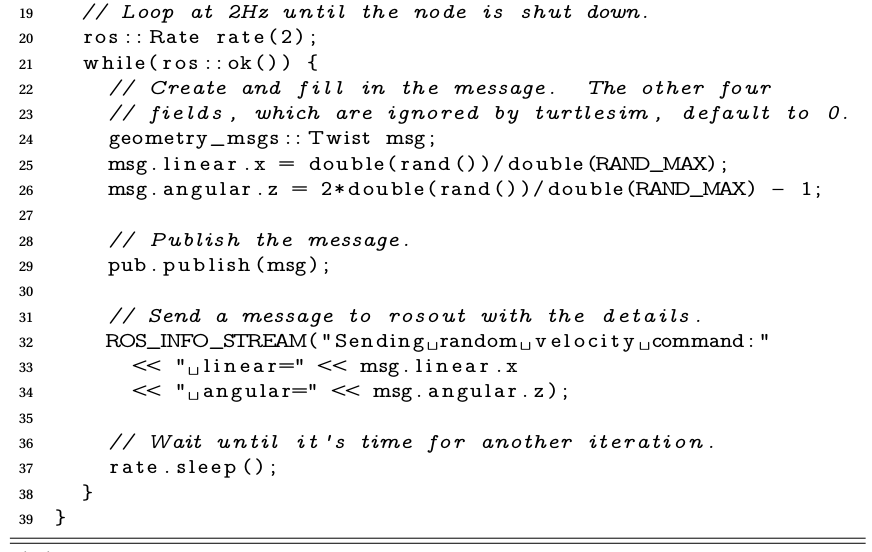 19 // Loop at 2Hz until the node is shut down.
20 ros::Rate rate(2);
21 while(ros::ok()) {
22 // Create and fill in the message.  The other four
23 // fields, which are ignored by turtlesim, default to 0.
24 geometry_msgs::Twist msg;
25 msg.linear.x = double(rand())/double(RAND_MAX);
26 msg.angular.z = 2*double(rand())/double(RAND_MAX) − 1;
27
28 // Publish the message.
29 pub.publish(msg);
30
31 // Send a message to rosout with the details.
32 ROS_INFO_STREAM("Sending␣random␣velocity␣command:"
33 << "␣linear=" << msg.linear.x
34 << "␣angular=" << msg.angular.z);
35
36 // Wait until it's time for another iteration.
37 rate.sleep();
38 }
39 }